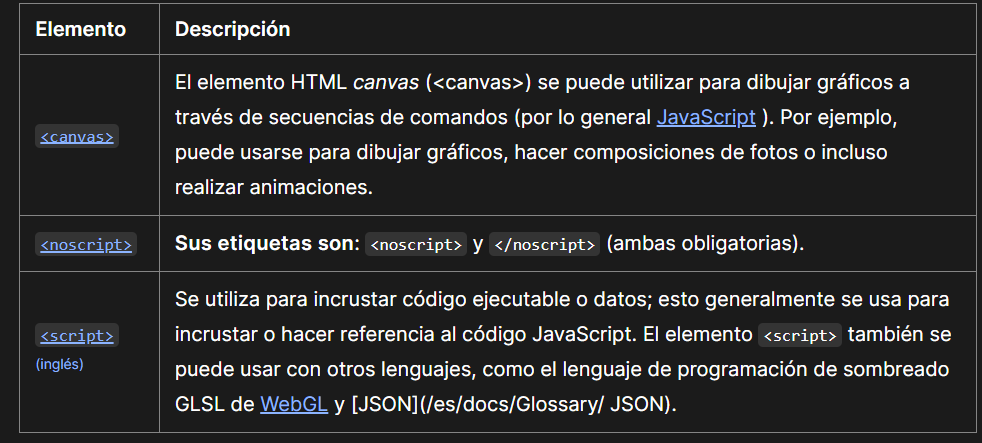 Elemento Descripción
<canvas> El elemento HTML canvas (<canvas>) se puede utilizar para dibujar gráficos a
través de secuencias de comandos (por lo general JavaScript ). Por ejemplo,
puede usarse para dibujar gráficos, hacer composiciones de fotos o incluso
realizar animaciones.
<noscript> Sus etiquetas son: <noscript> y </noscript> (ambas obligatorias).
<script> (inglés) Se utiliza para incrustar código ejecutable o datos; esto generalmente se usa para
incrustar o hacer referencia al código JavaScript. El elemento <script> también se
puede usar con otros lenguajes, como el lenguaje de programación de sombreado
GLSL de WebGL y [JSON](/es/docs/Glossary/ JSON).